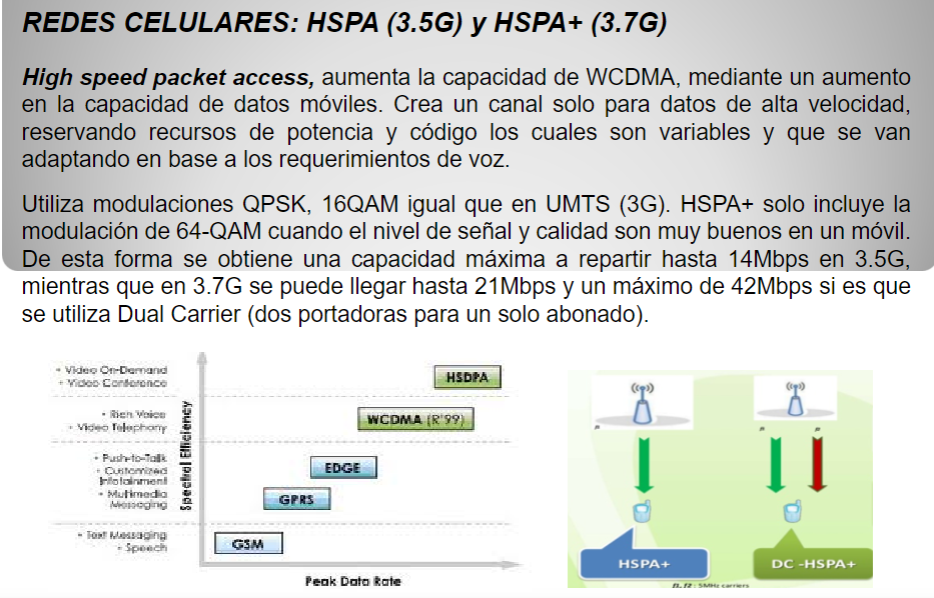 REDES CELULARES: HSPA (3.5G) y HSPA+ (3.7G)
High speed packet access, aumenta la capacidad de WCDMA, mediante un aumento
en la capacidad de datos móviles. Crea un canal solo para datos de alta velocidad,
reservando recursos de potencia y código los cuales son variables y que se van
adaptando en base a los requerimientos de voz.
Utiliza modulaciones QPSK, 16QAM igual que en UMTS (3G). HSPA+ solo incluye la
modulación de 64-QAM cuando el nivel de señal y calidad son muy buenos en un móvil.
De esta forma se obtiene una capacidad máxima a repartir hasta 14Mbps en 3.5G,
mientras que en 3.7G se puede llegar hasta 21Mbps y un máximo de 42Mbps si es que
se utiliza Dual Carrier (dos portadoras para un solo abonado).
• Video On-Demand
• Video Conference
• Rich Voice
• Video Telephony
• Push-to-Talk
• Customized
Infotainment
• Multimedia
Messaging
• Text Messaging
• Speech
Spectral Efficiency
HSDPA
WCDMA (R'99)
EDGE
GPRS
GSM
Peak Data Rate
HSPA+
DC -HSPA+
5MHz carriers